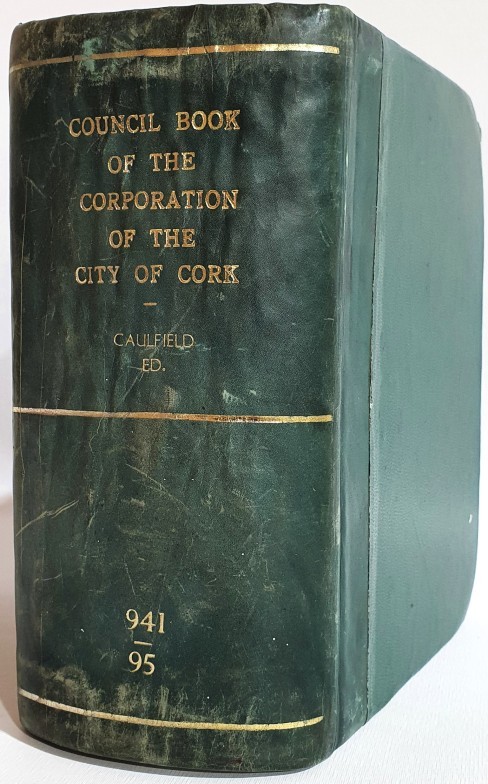 COUNCIL BOOK
OF THE
CORPORATION
OF THE
CITY OF CORK
–
CAULFIELD
ED.
941
—
95